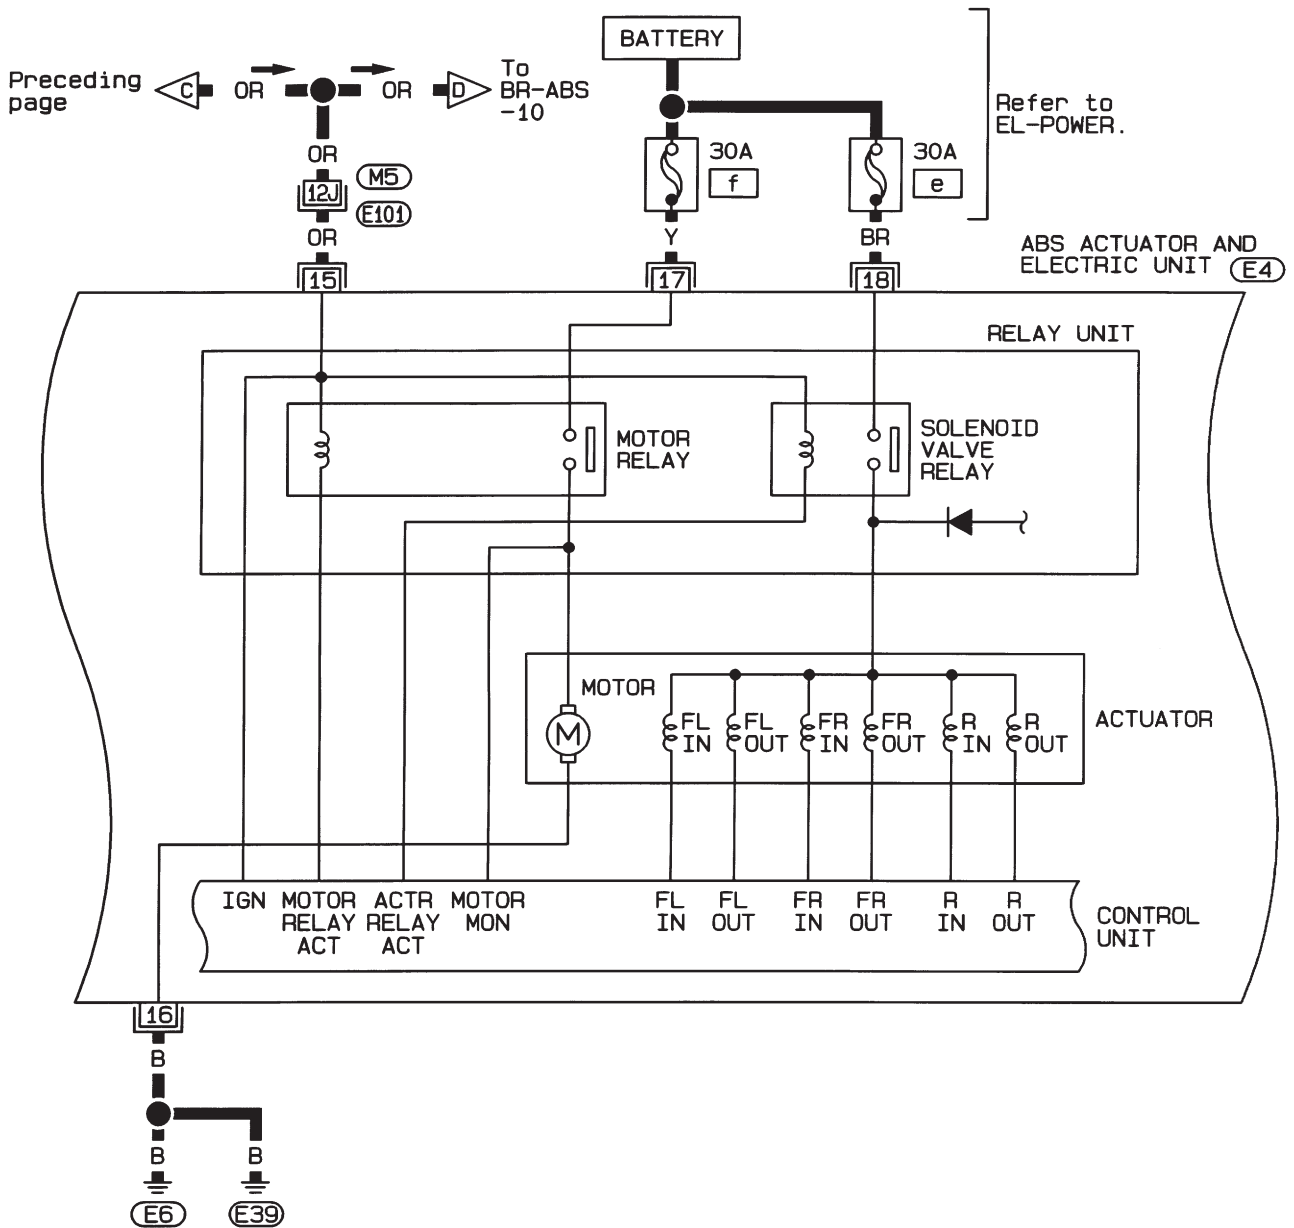 BATTERY
Preceding
page
C
OR
OR
D
To
BR-ABS
-10
Refer to
EL-POWER.
30A
f
30A
e
OR
12J
M5
E101
OR
Y
BR
15
17
18
ABS ACTUATOR AND
ELECTRIC UNIT
E4
RELAY UNIT
MOTOR
RELAY
SOLENOID
VALVE
RELAY
MOTOR
M
FL
IN
FL
OUT
FR
IN
FR
OUT
R
IN
R
OUT
ACTUATOR
IGN
MOTOR
RELAY
ACT
ACTR
RELAY
ACT
MOTOR
MON
FL
IN
FL
OUT
FR
IN
FR
OUT
R
IN
R
OUT
CONTROL
UNIT
16
B
B
B
E6
E39